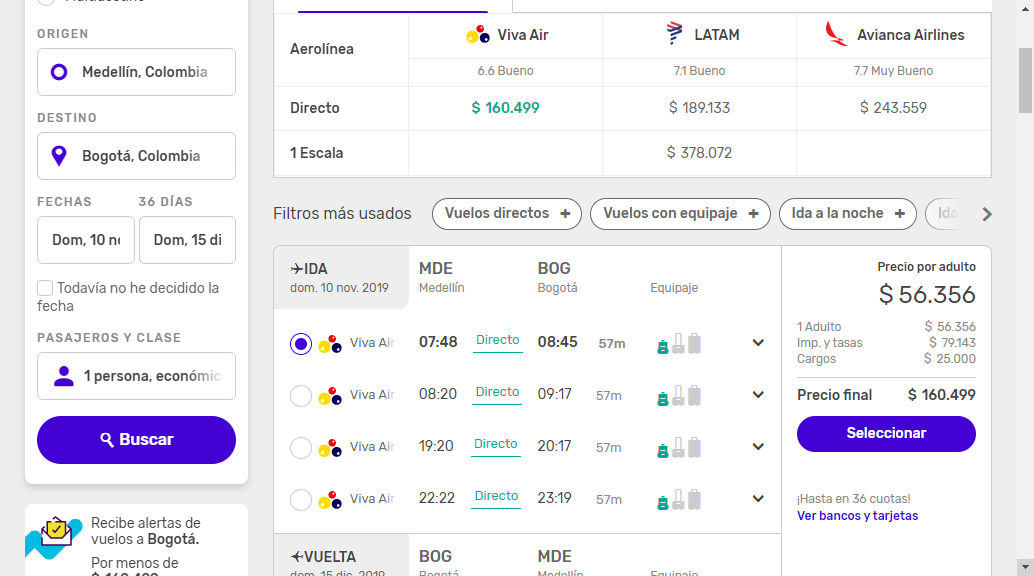 ORIGEN
Medellín, Colombia
DESTINO
Bogotá, Colombia
FECHAS 36 DÍAS
Dom, 10 Dom, 15 di
Todavía no he decidido la
fecha
PASAJEROS Y CLASE
1 persona, económic
Buscar
Recibe alertas de
vuelos a Bogotá.
Por menos de
$ 160.499
Aerolínea Viva Air LATAM Avianca Airlines
6.6 Bueno 7.1 Bueno 7.7 Muy Bueno
Directo $ 160.499 $ 189.133 $ 243.559
1 Escala $ 378.072
Filtros más usados Vuelos directos + Vuelos con equipaje + Ida a la noche + Ida
IDA MDE BOG
dom. 10 nov. 2019 Medellín Bogotá Equipaje
Viva Air 07:48 Directo 08:45 57m
Viva Air 08:20 Directo 09:17 57m
Viva Air 19:20 Directo 20:17 57m
Viva Air 22:22 Directo 23:19 57m
VUELTA BOG MDE
dom. 15 dic. 2019 Bogotá Medellín Equipaje
Precio por adulto
$ 56.356
1 Adulto $ 56.356
Imp. y tasas $ 79.143
Cargos $ 25.000
Precio final $ 160.499
Seleccionar
¡Hasta en 36 cuotas!
Ver bancos y tarjetas